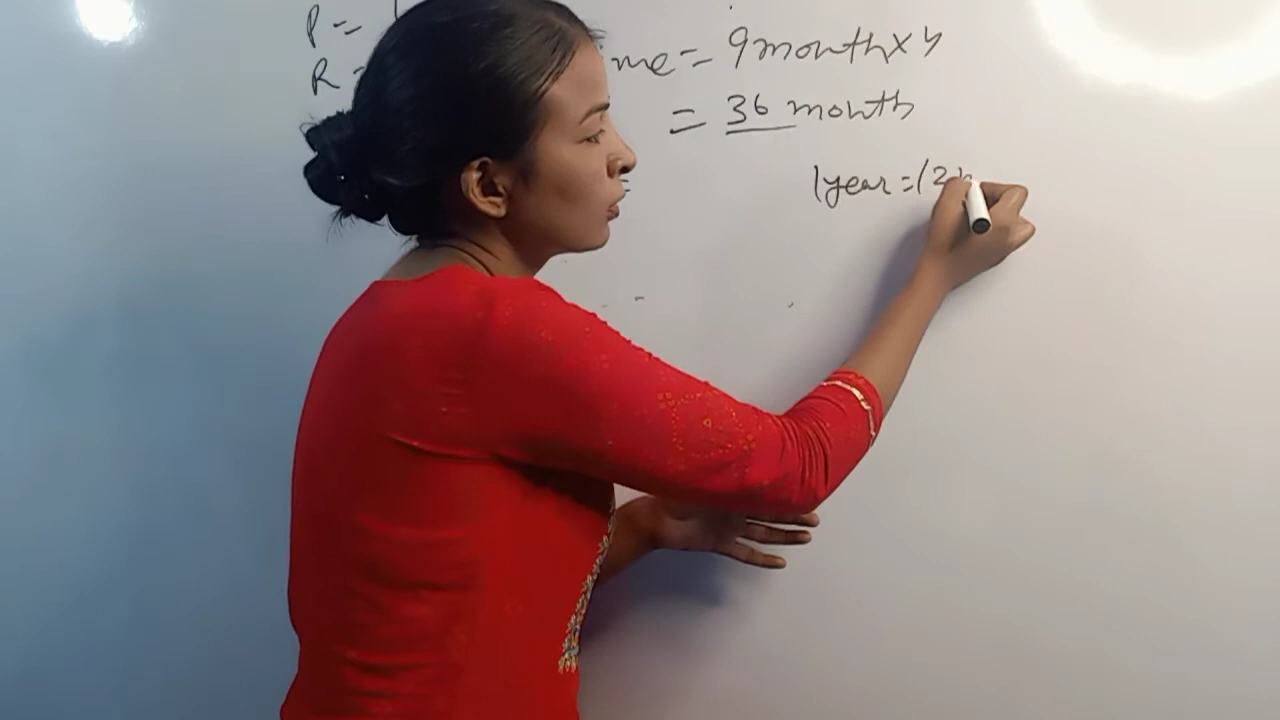 P =
R =
me = 9 month x 4
= 36 month
1 year = 12
=